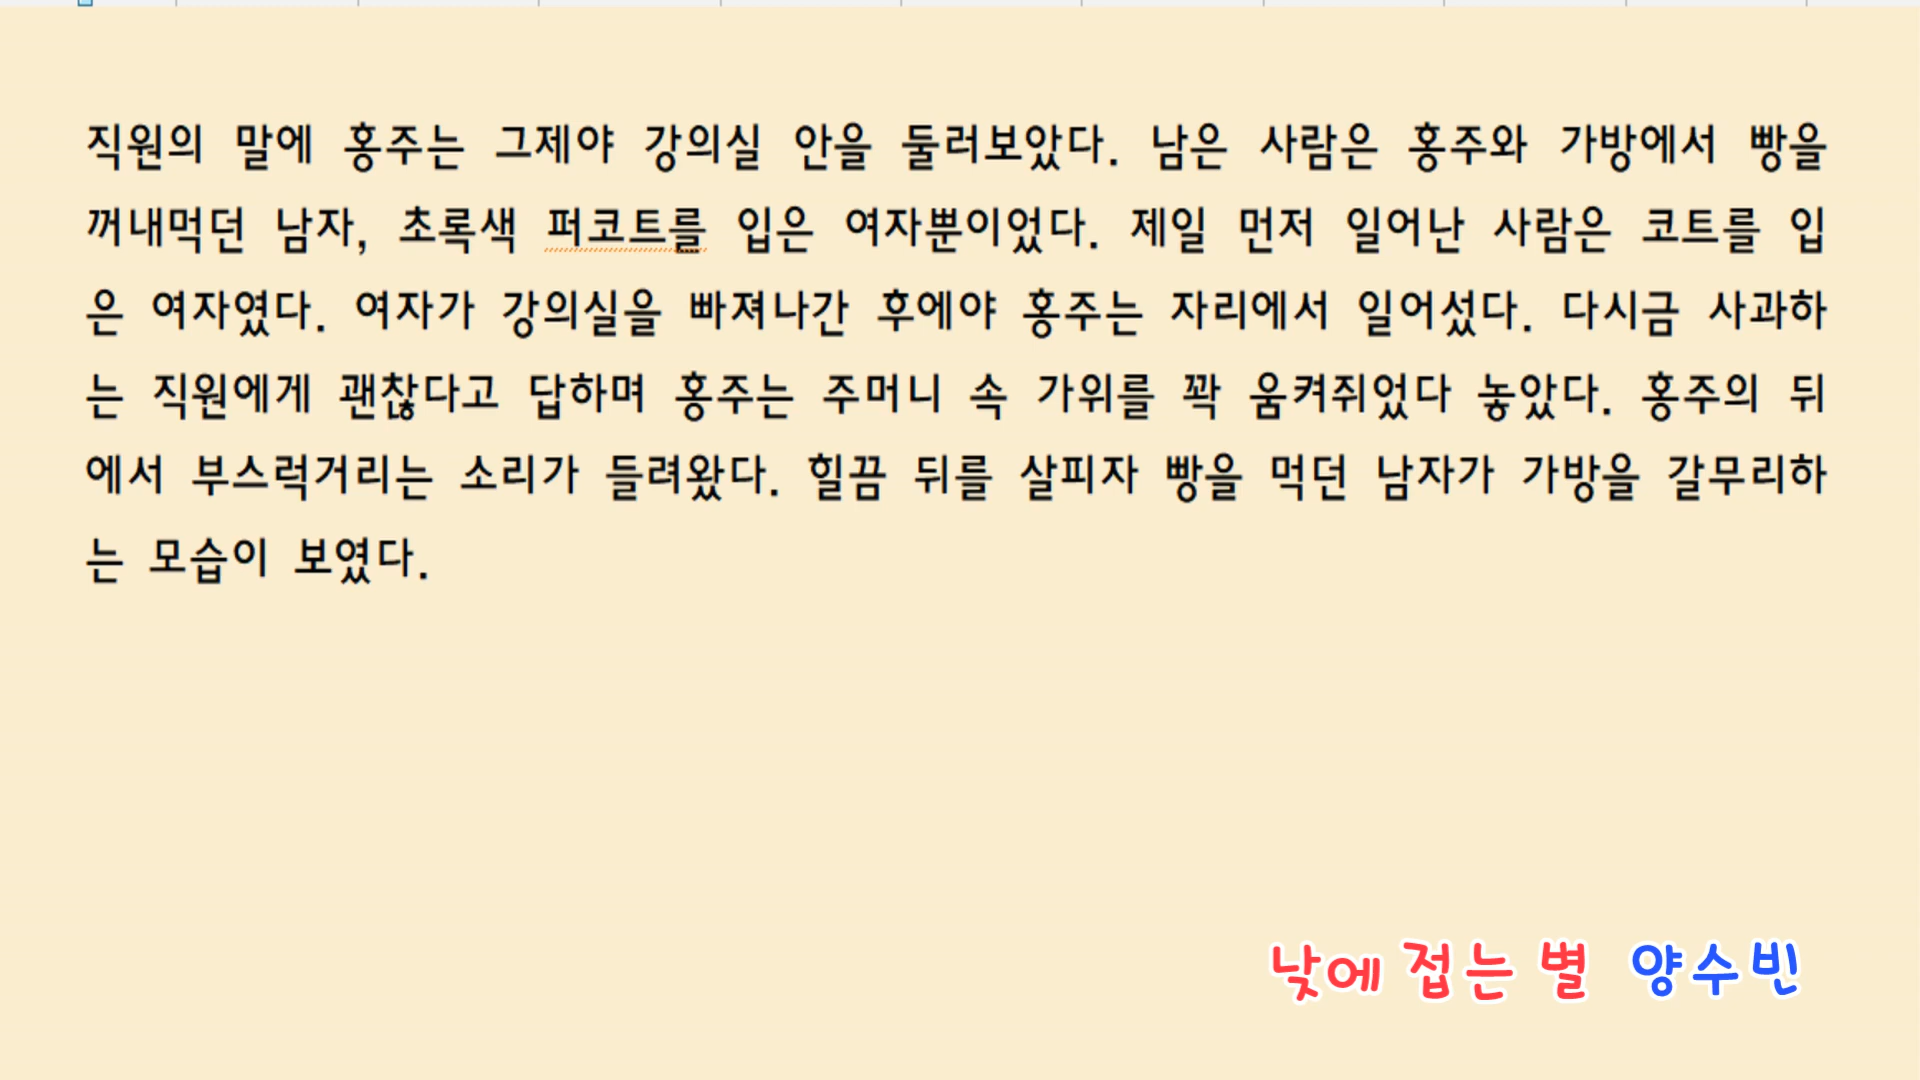 직원의 말에 홍주는 그제야 강의실 안을 둘러보았다. 남은 사람은 홍주와 가방에서 빵을
꺼내먹던 남자, 초록색 퍼코트를 입은 여자뿐이었다. 제일 먼저 일어난 사람은 코트를 입
은 여자였다. 여자가 강의실을 빠져나간 후에야 홍주는 자리에서 일어섰다. 다시금 사과하
는 직원에게 괜찮다고 답하며 홍주는 주머니 속 가위를 꽉 움켜쥐었다 놓았다. 홍주의 뒤
에서 부스럭거리는 소리가 들려왔다. 힐끔 뒤를 살피자 빵을 먹던 남자가 가방을 갈무리하
는 모습이 보였다.
낮에 접는 별 양수빈